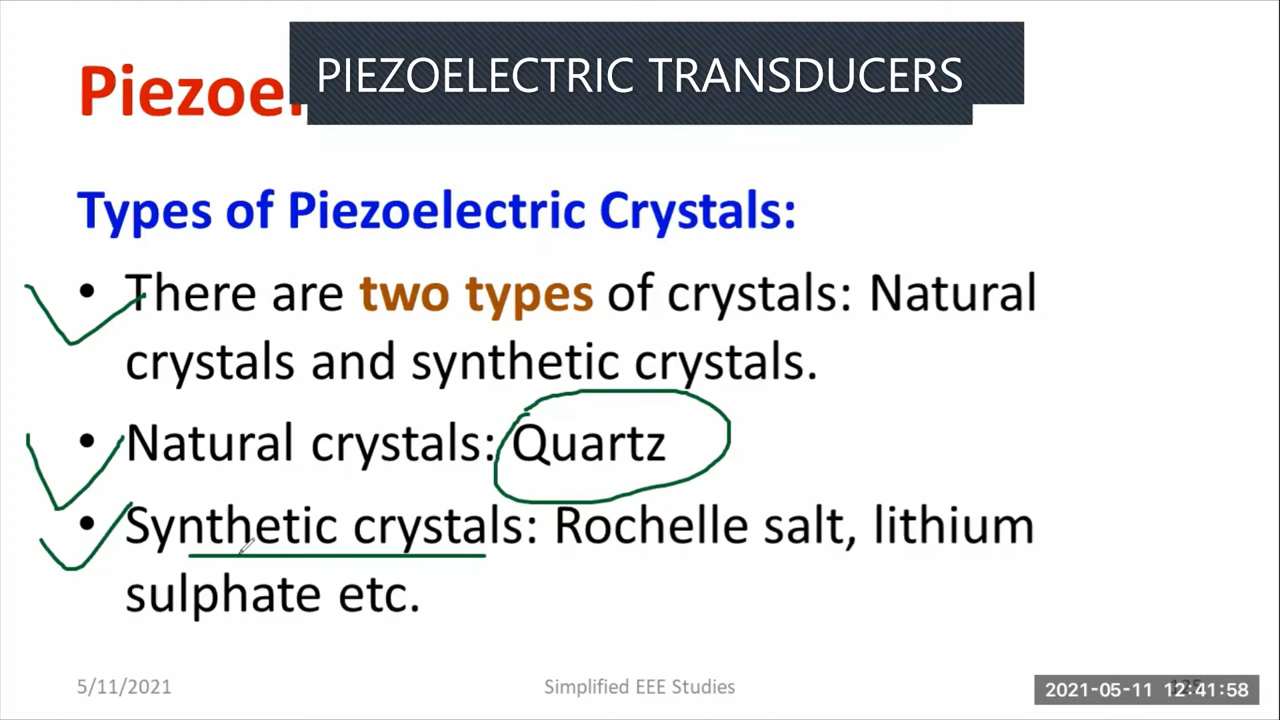 PIEZOELECTRIC TRANSDUCERS
Piezoe
Types of Piezoelectric Crystals:
• There are two types of crystals: Natural
crystals and synthetic crystals.
• Natural crystals: Quartz
• Synthetic crystals: Rochelle salt, lithium
sulphate etc.
5/11/2021
Simplified EEE Studies
2021-05-11 12:41:58